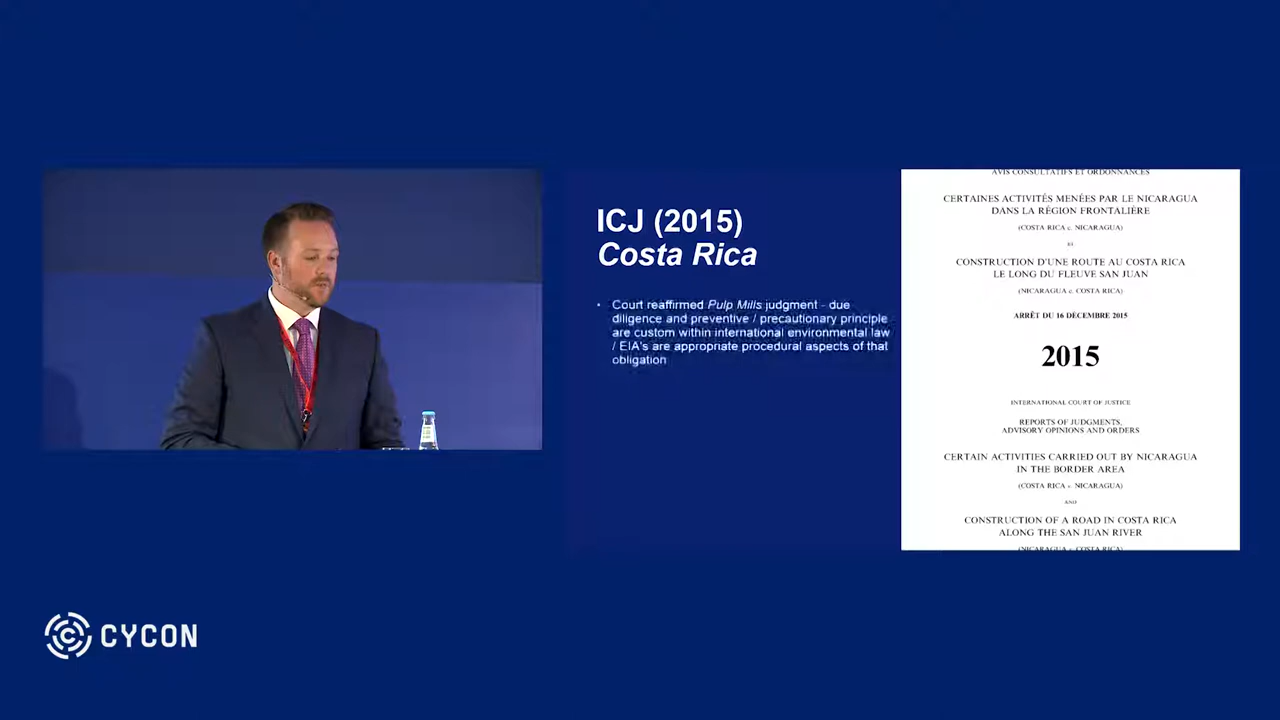 ICJ (2015)
Costa Rica
• Court reaffirmed Pulp Mills judgment - due
diligence and preventive / precautionary principle
are custom within international environmental law
/ EIA's are appropriate procedural aspects of that
obligation
AVIS CONSULTATIFS ET ORDONNANCES
CERTAINES ACTIVITÉS MENÉES PAR LE NICARAGUA
DANS LA RÉGION FRONTALIÈRE
(COSTA RICA c. NICARAGUA)
CONSTRUCTION D'UNE ROUTE AU COSTA RICA
LE LONG DU FLEUVE SAN JUAN
(NICARAGUA c. COSTA RICA)
ARRÊT DU 16 DÉCEMBRE 2015
2015
INTERNATIONAL COURT OF JUSTICE
REPORTS OF JUDGMENTS,
ADVISORY OPINIONS AND ORDERS
CERTAIN ACTIVITIES CARRIED OUT BY NICARAGUA
IN THE BORDER AREA
(COSTA RICA v. NICARAGUA)
AND
CONSTRUCTION OF A ROAD IN COSTA RICA
ALONG THE SAN JUAN RIVER
(NICARAGUA v. COSTA RICA)
CYCON